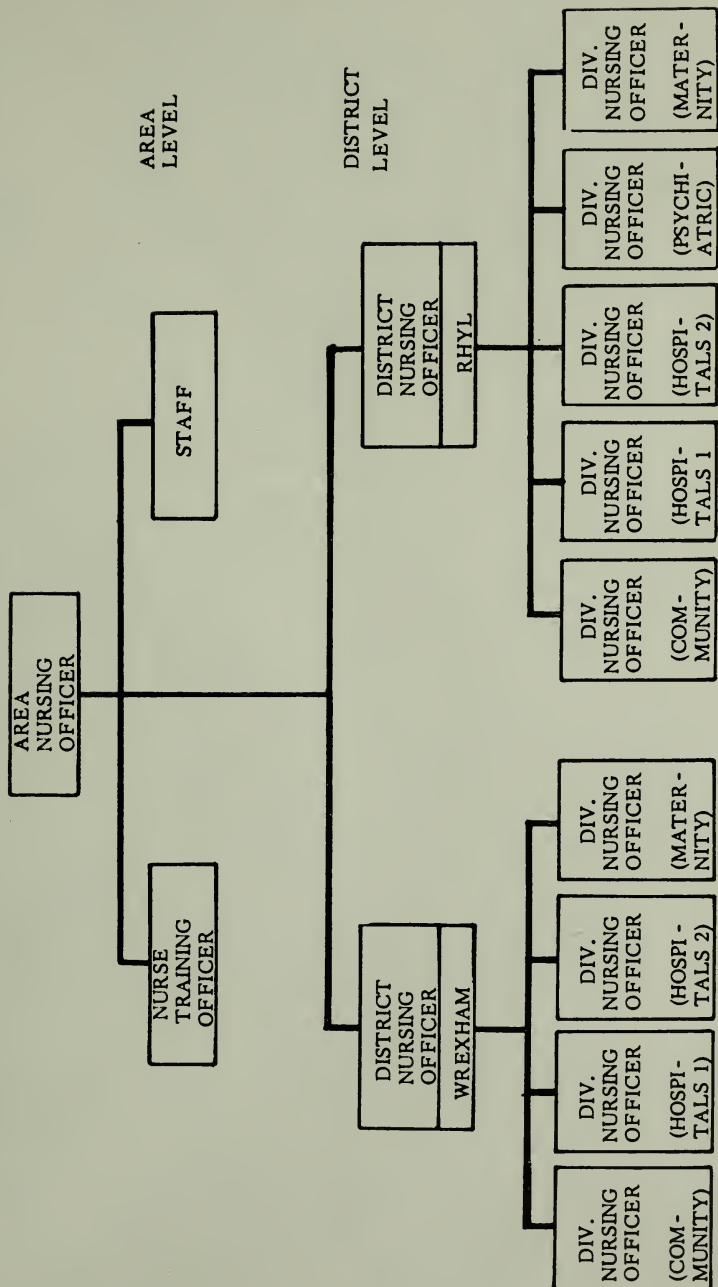 AREA
NURSING
OFFICER
NURSE
TRAINING
OFFICER
STAFF
AREA
LEVEL
DISTRICT
NURSING
OFFICER
WREXHAM
DISTRICT
NURSING
OFFICER
RHYL
DISTRICT
LEVEL
DIV.
NURSING
OFFICER
(COM-
MUNITY)
DIV.
NURSING
OFFICER
(HOSPI-
TALS 1)
DIV.
NURSING
OFFICER
(HOSPI-
TALS 2)
DIV.
NURSING
OFFICER
(MATER-
NITY)
DIV.
NURSING
OFFICER
(COM-
MUNITY)
DIV.
NURSING
OFFICER
(HOSPI-
TALS 1
DIV.
NURSING
OFFICER
(HOSPI-
TALS 2)
DIV.
NURSING
OFFICER
(PSYCHI-
ATRIC)
DIV.
NURSING
OFFICER
(MATER-
NITY)